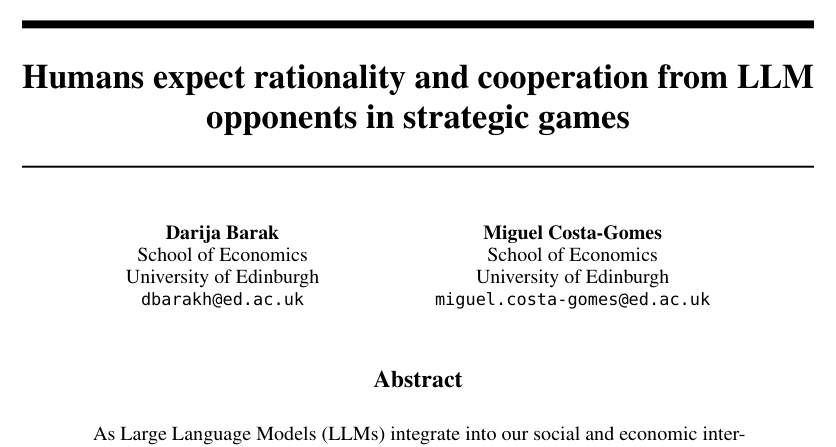 Humans expect rationality and cooperation from LLM
opponents in strategic games
Darija Barak
School of Economics
University of Edinburgh
dbarakh@ed.ac.uk
Miguel Costa-Gomes
School of Economics
University of Edinburgh
miguel.costa-gomes@ed.ac.uk
Abstract
As Large Language Models (LLMs) integrate into our social and economic inter-